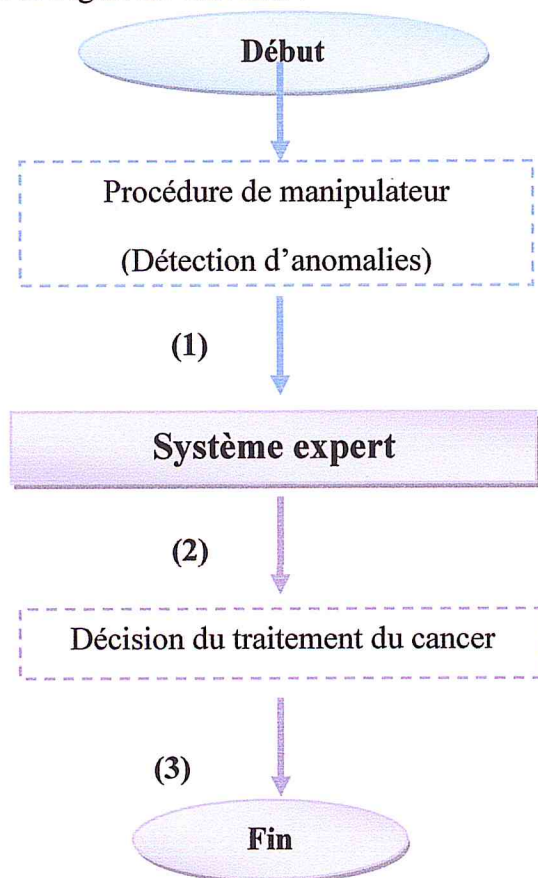 Début
Procédure de manipulateur
(Détection d'anomalies)
(1)
Système expert
(2)
Décision du traitement du cancer
(3)
Fin